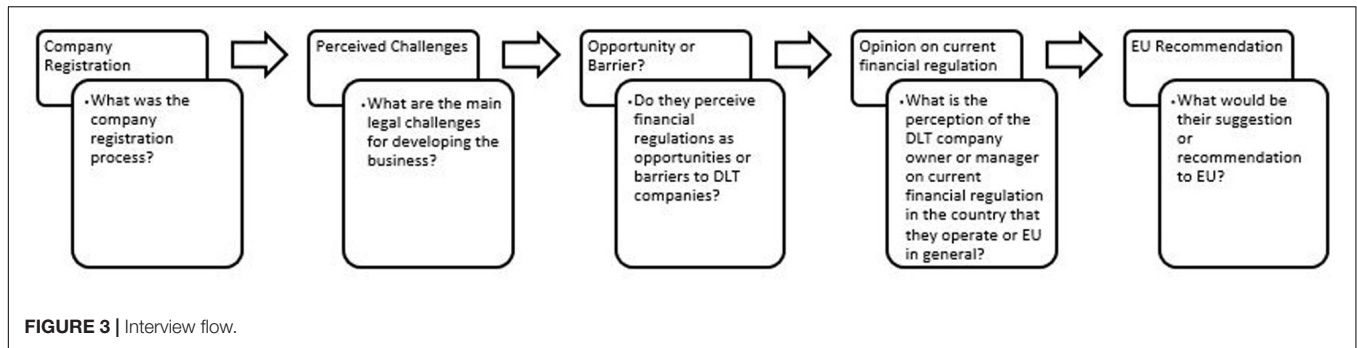 Company
Registration
•What was the
company
registration
process?
Perceived Challenges
•What are the main
legal challenges
for developing the
business?
Opportunity or
Barrier?
•Do they perceive
financial
regulations as
opportunities or
barriers to DLT
companies?
Opinion on current
financial regulation
•What is the
perception of the
DLT company
owner or manager
on current
financial regulation
in the country that
they operate or EU
in general?
EU Recommendation
•What would be
their suggestion
or
recommendation
to EU?
FIGURE 3 | Interview flow.